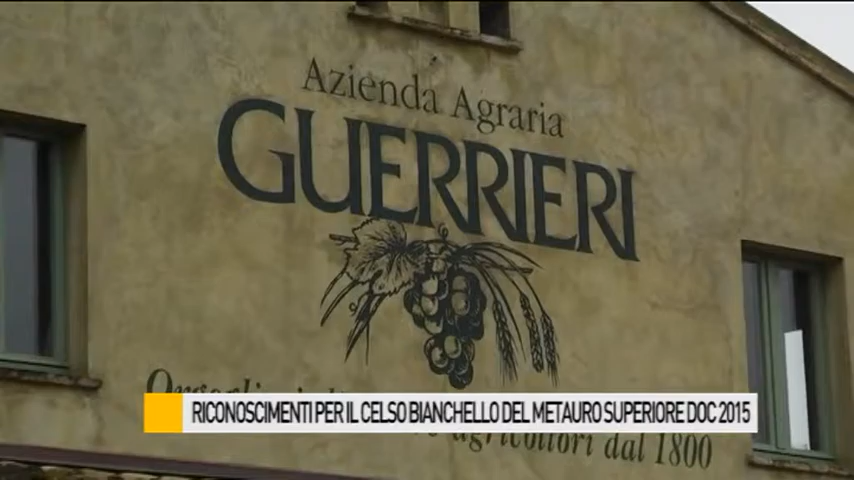 Azienda Agraria
GUERRIERI
RICONOSCIMENTI PER IL CELSO BIANCHELLO DEL METAURO SUPERIORE DOC 2015
agricoltori dal 1800